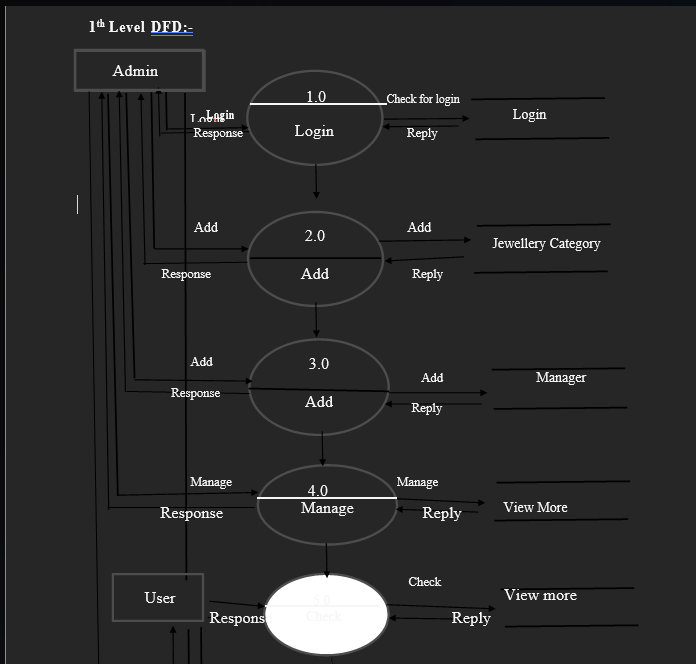 1th Level DFD:-
Admin
1.0
Check for login
Login
Login
Response
Login
Login
Reply
2.0
Add
Add
Jewellery Category
Response
Add
Reply
3.0
Add
Add
Manager
Response
Add
Reply
Manage
4.0
Manage
Response
Manage
Reply
View More
User
5.0
Check
View more
Respons
Check
Reply